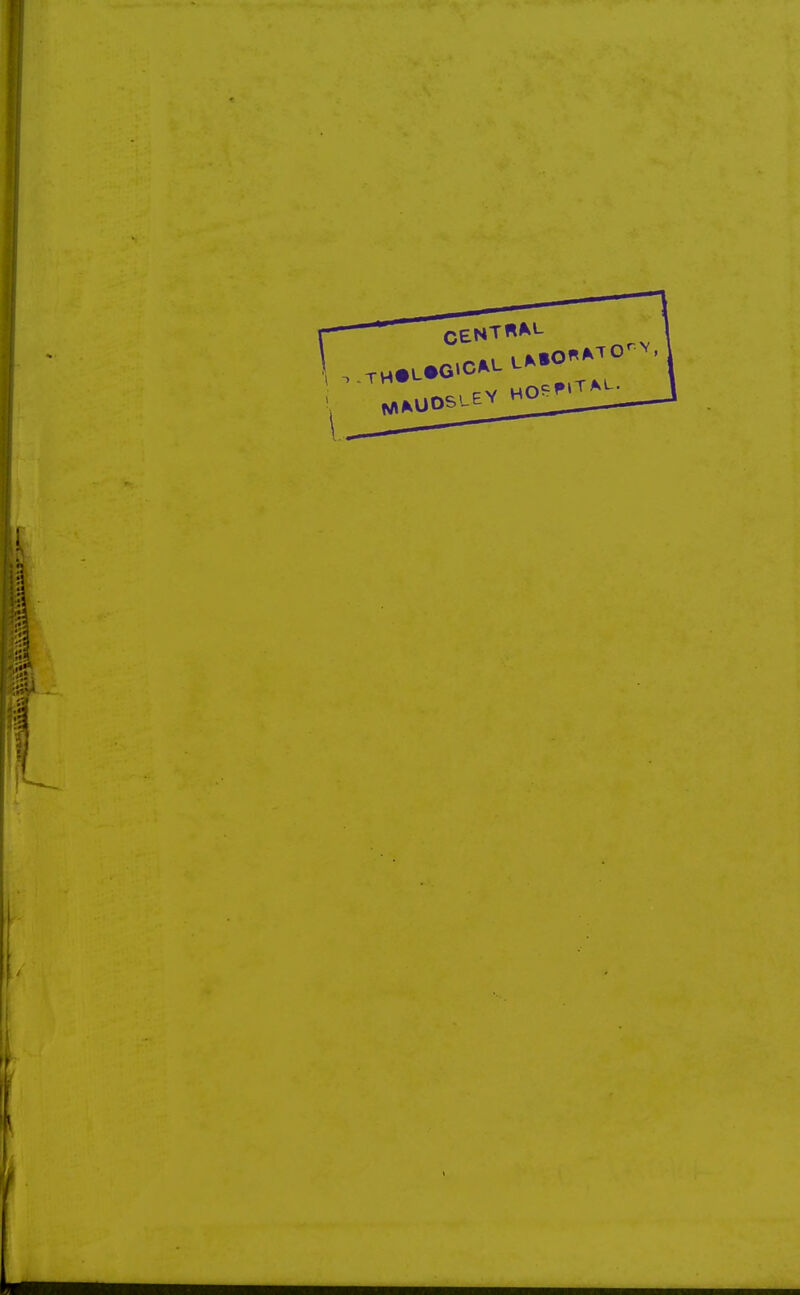 CENTRAL
THOLOGICAL LABORATORY,
MAUDSLEY HOSPITAL.